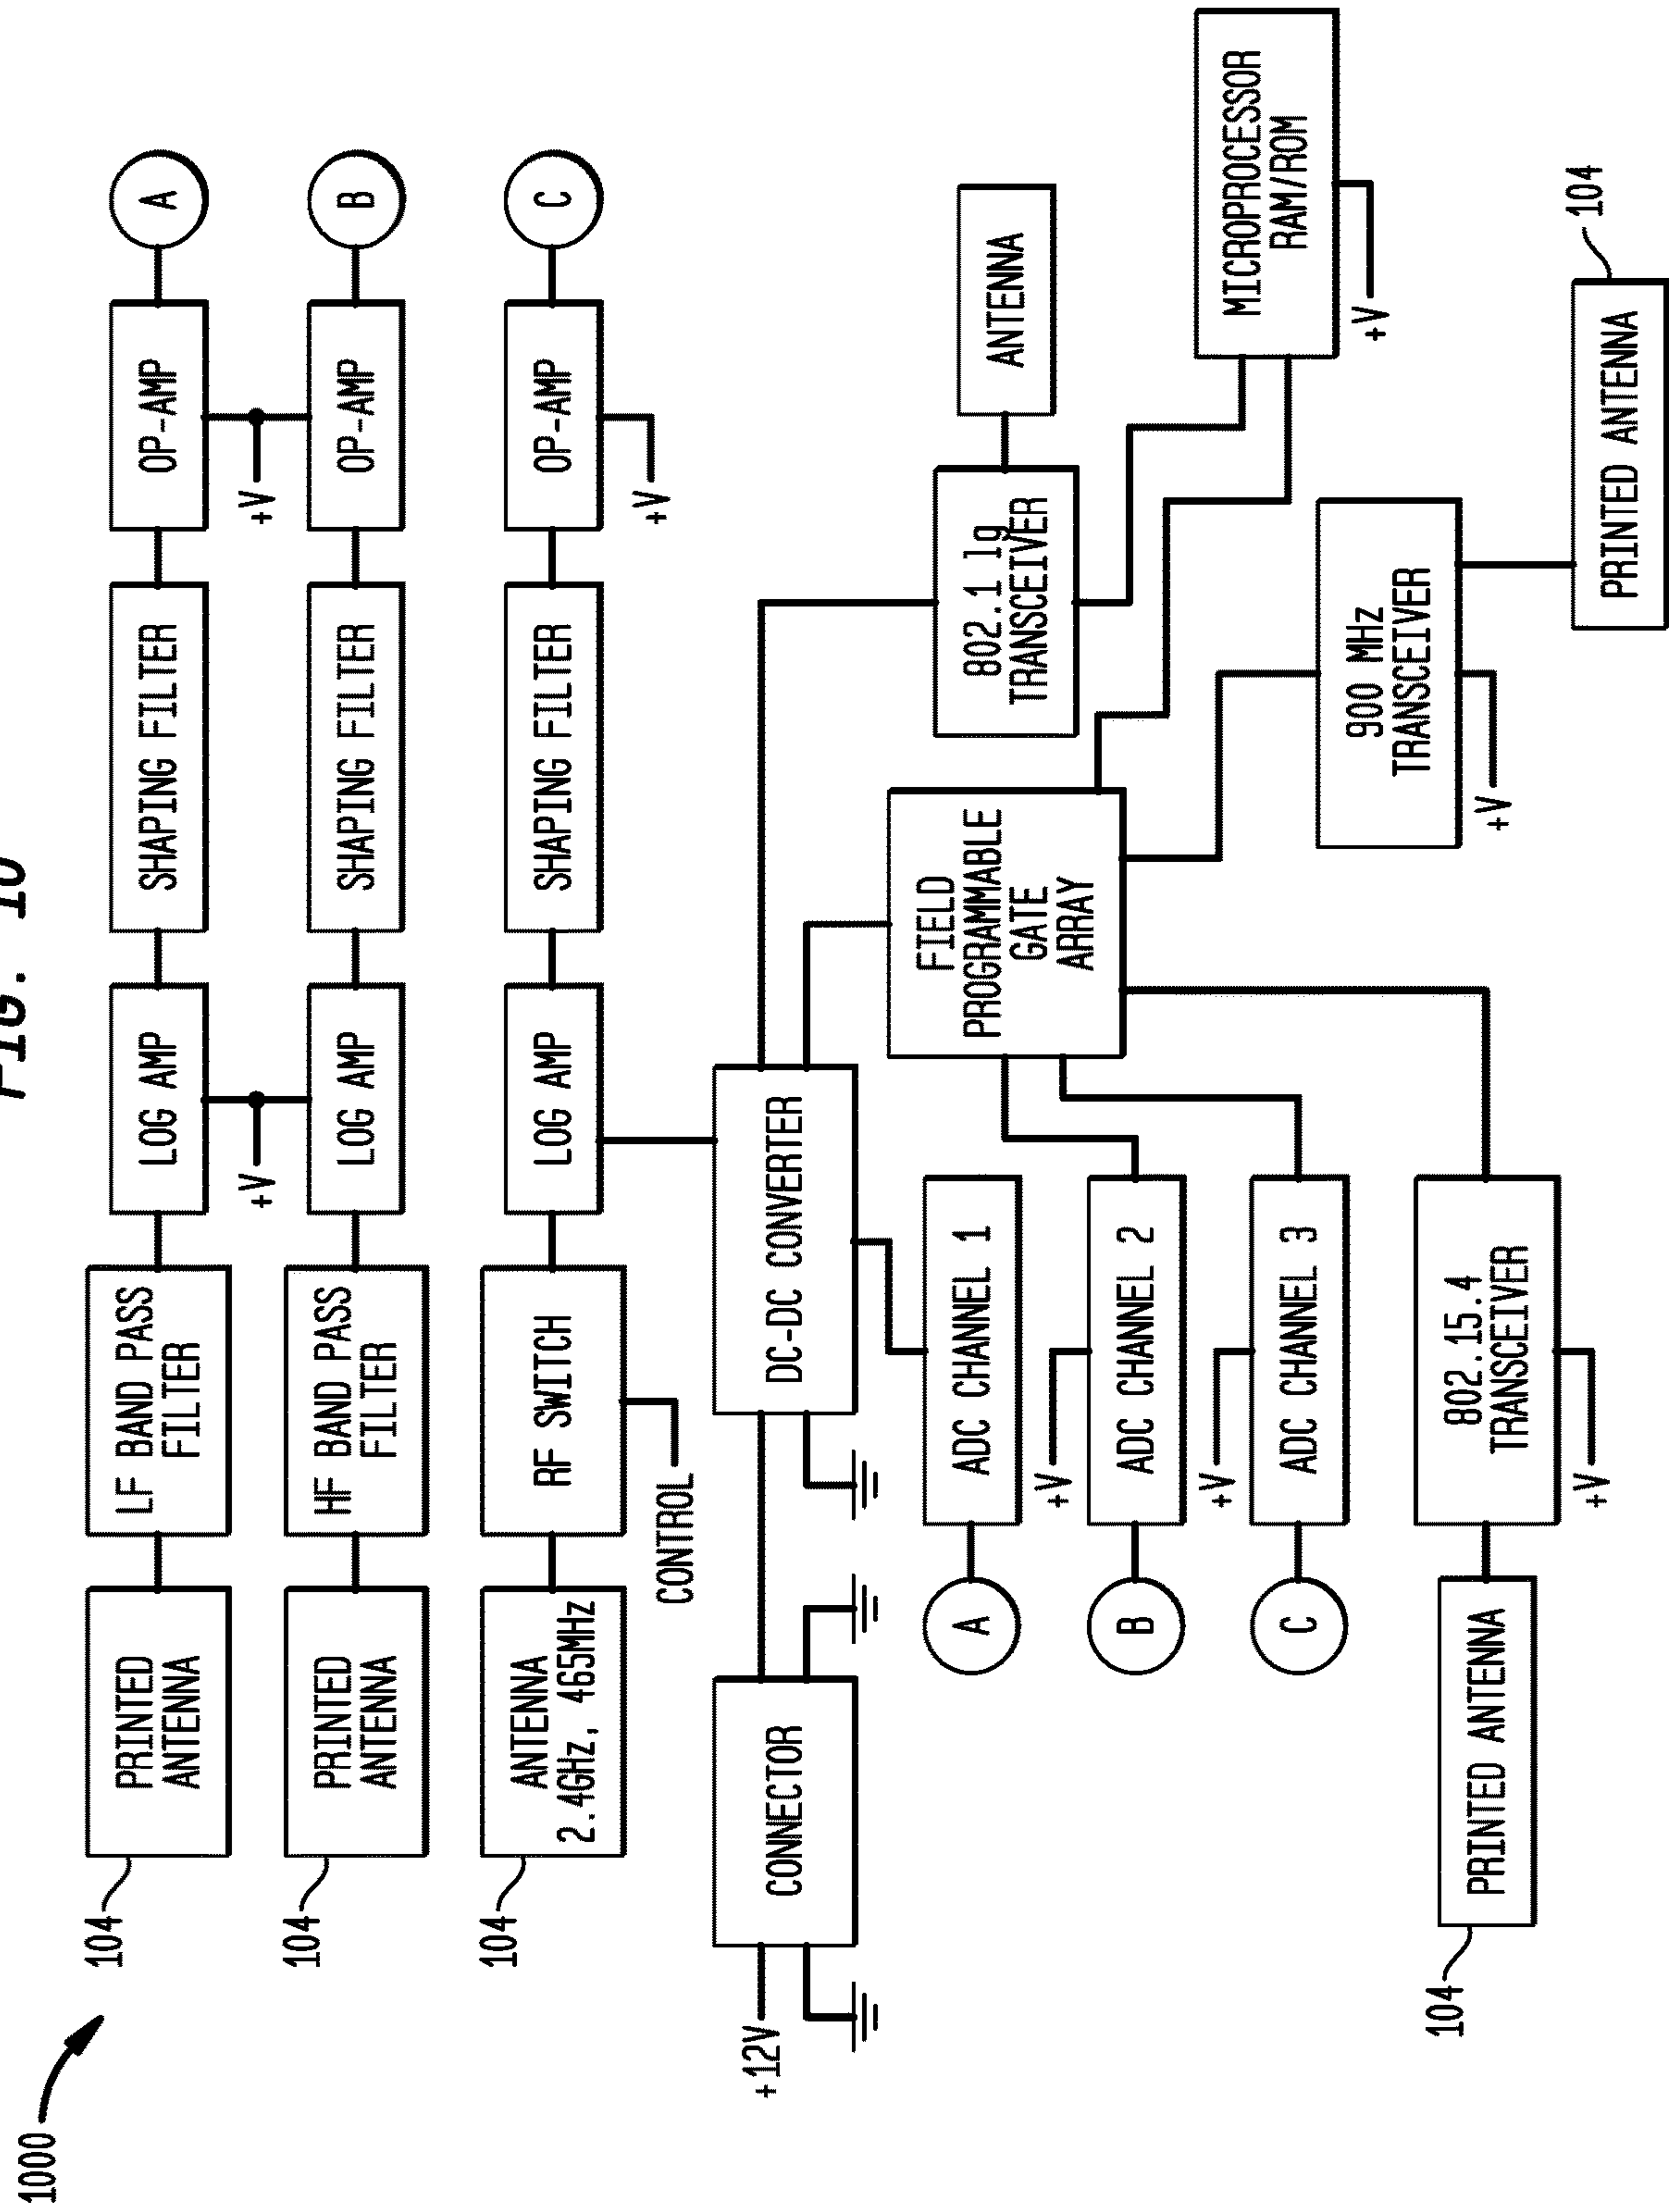 FIG. 10
1000
104
PRINTED
ANTENNA
LF BAND PASS
FILTER
LOG AMP
SHAPING FILTER
OP-AMP
A
+V
+V
104
PRINTED
ANTENNA
HF BAND PASS
FILTER
LOG AMP
SHAPING FILTER
OP-AMP
B
104
ANTENNA
2.4GHz, 465MHz
RF SWITCH
LOG AMP
SHAPING FILTER
OP-AMP
C
CONTROL
+V
+12V
CONNECTOR
DC-DC CONVERTER
802.1 lg
TRANSCEIVER
ANTENNA
A
ADC CHANNEL 1
FIELD
PROGRAMMABLE
GATE
ARRAY
+V
B
ADC CHANNEL 2
MICROPROCESSOR
RAM/ROM
+V
+V
C
ADC CHANNEL 3
900 MHz
TRANSCEIVER
+V
104
PRINTED ANTENNA
802.15.4
TRANSCEIVER
+V
PRINTED ANTENNA
104